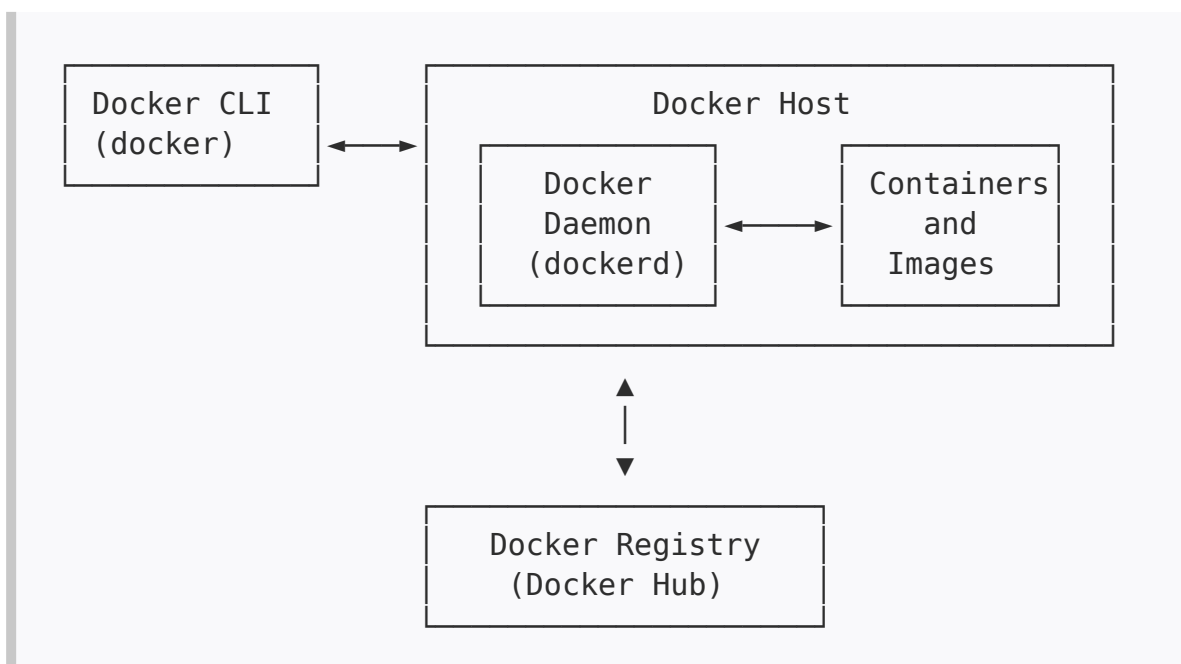 Docker CLI
(docker)
Docker Host
Docker
Daemon
(dockerd)
Containers
and
Images
Docker Registry
(Docker Hub)